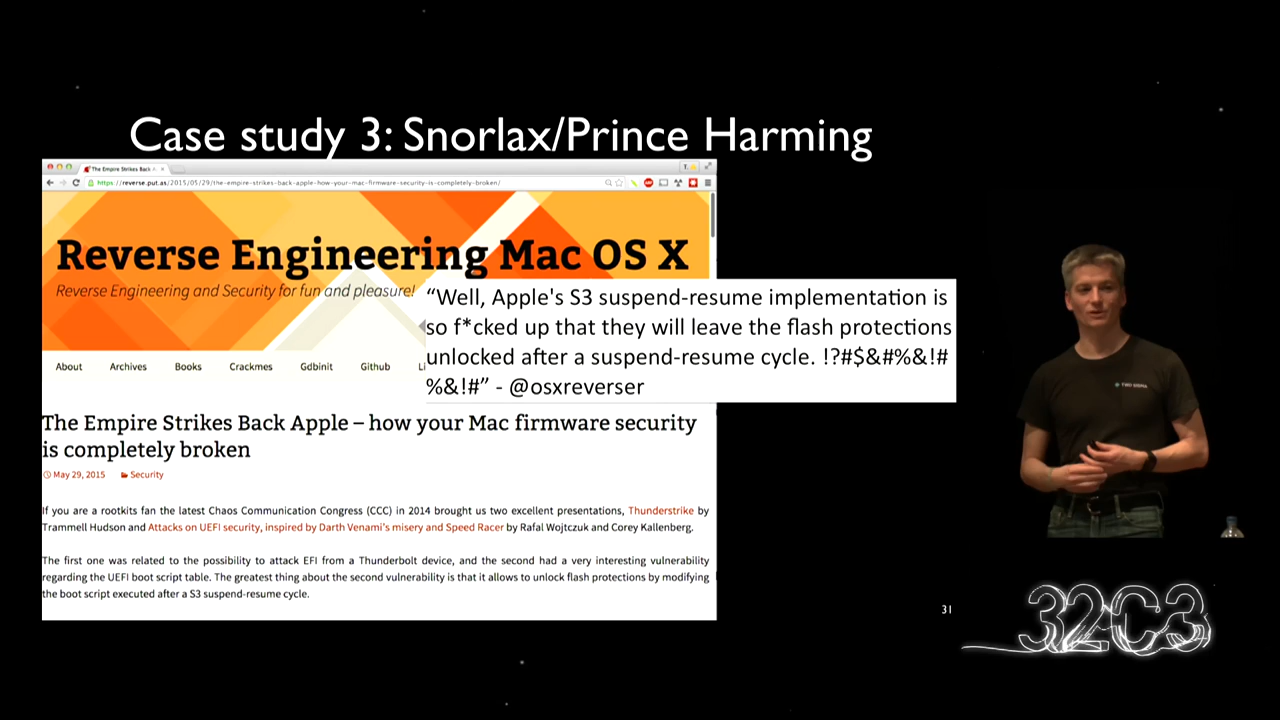 Case study 3: Snorlax/Prince Harming
The Empire Strikes Back A
https://reverse.put.as/2015/05/29/the-empire-strikes-back-apple-how-your-mac-firmware-security-is-completely-broken/
Reverse Engineering Mac OS X
Reverse Engineering and Security for fun and pleasure!
“Well, Apple's S3 suspend-resume implementation is
so f*cked up that they will leave the flash protections
unlocked after a suspend-resume cycle. !?#$&#%&!#
%&!#” - @osxreverser
About Archives Books Crackmes Gdbinit Github
The Empire Strikes Back Apple – how your Mac firmware security
is completely broken
May 29, 2015 Security
If you are a rootkits fan the latest Chaos Communication Congress (CCC) in 2014 brought us two excellent presentations, Thunderstrike by
Trammell Hudson and Attacks on UEFI security, inspired by Darth Venami's misery and Speed Racer by Rafal Wojtczuk and Corey Kallenberg.
The first one was related to the possibility to attack EFI from a Thunderbolt device, and the second had a very interesting vulnerability
regarding the UEFI boot script table. The greatest thing about the second vulnerability is that it allows to unlock flash protections by modifying
the boot script executed after a S3 suspend-resume cycle.
TWO SIGMA
31
32C3